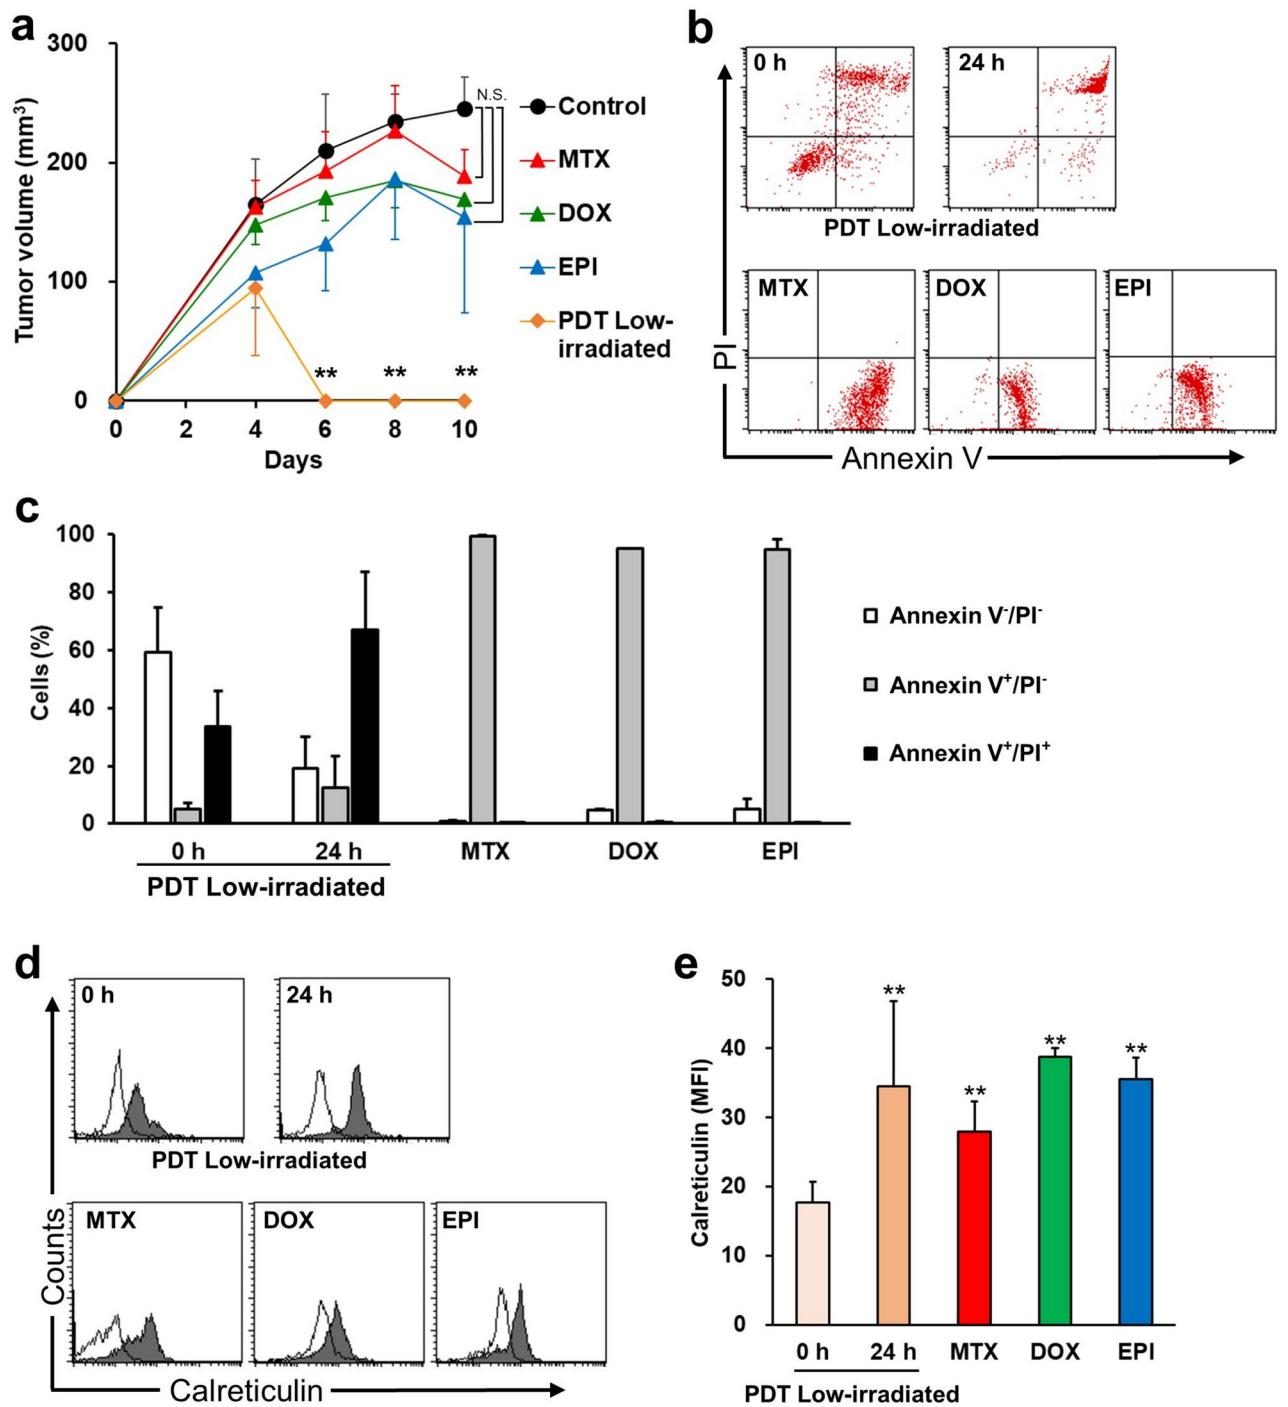 a
300
200
100
0
Tumor volume (mm³)
0 2 4 6 8 10
Days
** ** **
N.S.
Control
MTX
DOX
EPI
PDT Low-
irradiated
b
0 h
24 h
PDT Low-irradiated
MTX
DOX
EPI
PI
Annexin V
c
100
80
60
40
20
0
Cells (%)
0 h 24 h MTX DOX EPI
PDT Low-irradiated
Annexin V⁻/PI⁻
Annexin V⁺/PI⁻
Annexin V⁺/PI⁺
d
0 h
24 h
PDT Low-irradiated
MTX
DOX
EPI
Counts
Calreticulin
e
50
40
30
20
10
0
Calreticulin (MFI)
** ** ** **
0 h 24 h MTX DOX EPI
PDT Low-irradiated